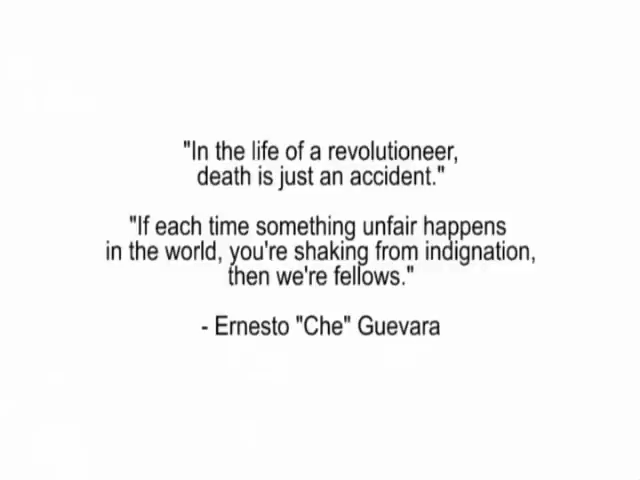 "In the life of a revolutioneer,
death is just an accident."
"If each time something unfair happens
in the world, you're shaking from indignation,
then we're fellows."
- Ernesto "Che" Guevara